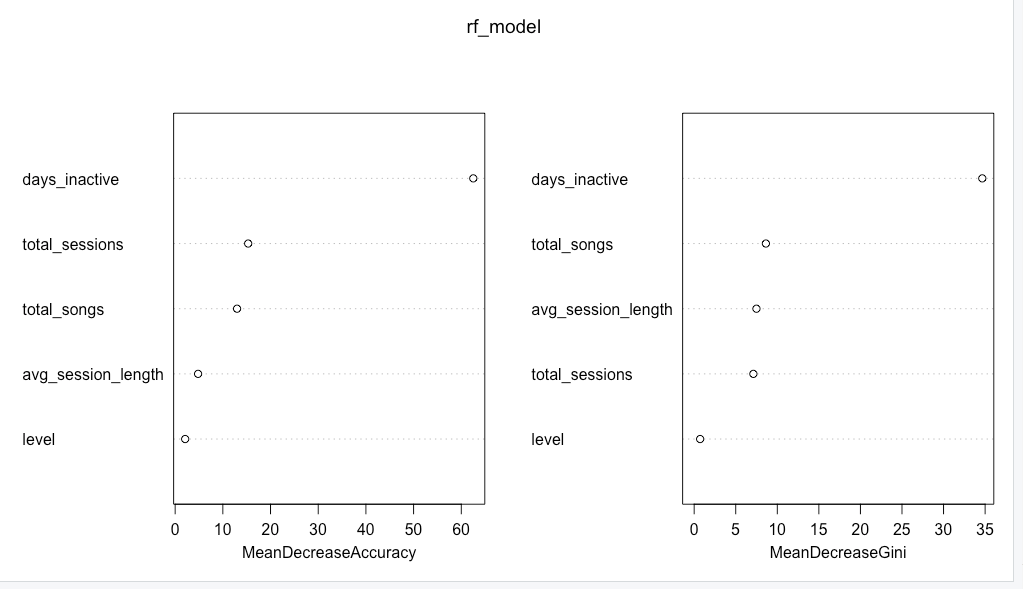 rf_model
days_inactive
total_sessions
total_songs
avg_session_length
level
0 10 20 30 40 50 60
MeanDecreaseAccuracy
days_inactive
total_songs
avg_session_length
total_sessions
level
0 5 10 15 20 25 30 35
MeanDecreaseGini